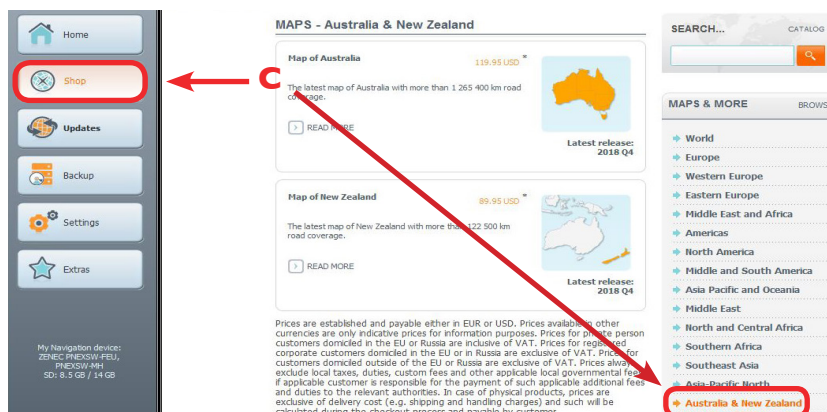 Home
Shop
Updates
Backup
Settings
Extras
My Navigation device:
ZENEC PNEXSW-FEU,
PNEXSW-MH
SD: 8.5 GB / 14 GB
C
MAPS - Australia & New Zealand
Map of Australia
119.95 USD *
The latest map of Australia with more than 1 265 400 km road
coverage.
READ MORE
Latest release:
2018 Q4
Map of New Zealand
89.95 USD *
The latest map of New Zealand with more than 122 500 km
road coverage.
READ MORE
Latest release:
2018 Q4
Prices are established and payable either in EUR or USD. Prices available in other
currencies are only indicative prices for information purposes. Prices for private person
customers domiciled in the EU or in Russia are inclusive of VAT. Prices for registered
corporate customers domiciled in the EU or in Russia are exclusive of VAT. Prices for
customers domiciled outside of the EU or Russia are exclusive of VAT. Prices always
exclude local taxes, duties, custom fees and other applicable local governmental fees
if applicable customer is responsible for the payment of such applicable additional fees
and duties to the relevant authorities. In case of physical products, prices are
exclusive of delivery cost (e.g. shipping and handling charges) and such will be
calculated during the checkout process and payable by customer.
SEARCH...
CATALOG
MAPS & MORE
BROWS
World
Europe
Western Europe
Eastern Europe
Middle East and Africa
Americas
North America
Middle and South America
Asia Pacific and Oceania
Middle East
North and Central Africa
Southern Africa
Southeast Asia
Asia-Pacific North
Australia & New Zealand